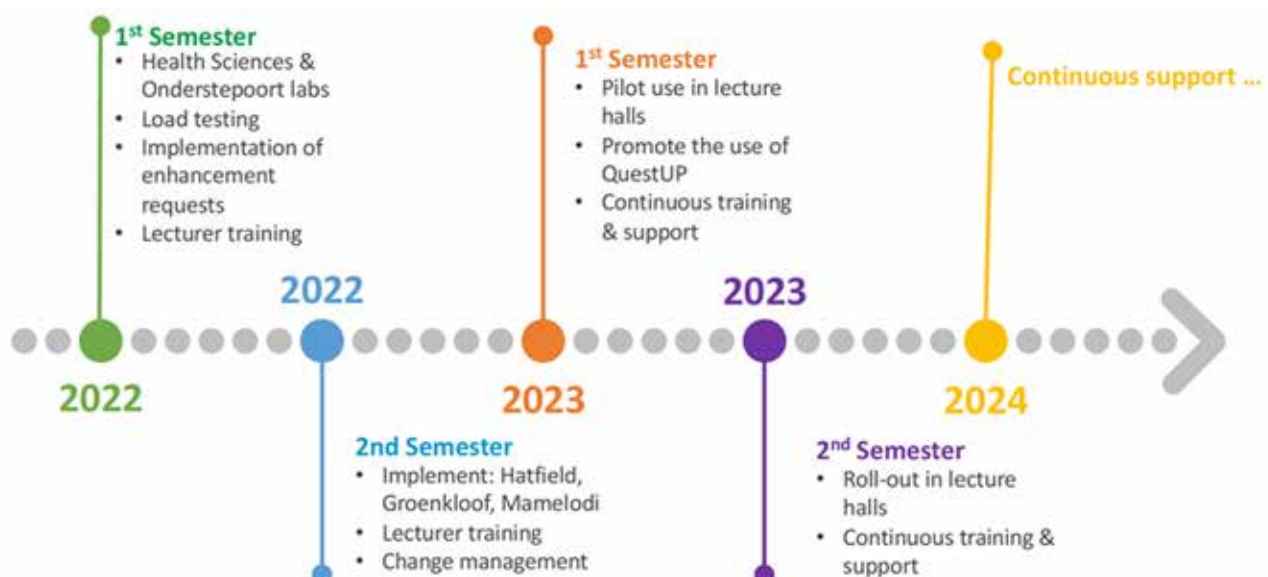 1st Semester
• Health Sciences &
Onderstepoort labs
• Load testing
• Implementation of
enhancement
requests
• Lecturer training
2022
2022
2nd Semester
• Implement: Hatfield,
Groenkloof, Mamelodi
• Lecturer training
• Change management
1st Semester
• Pilot use in lecture
halls
• Promote the use of
QuestUP
• Continuous training
& support
2023
2023
2nd Semester
• Roll-out in lecture
halls
• Continuous training &
support
Continuous support ...
2024